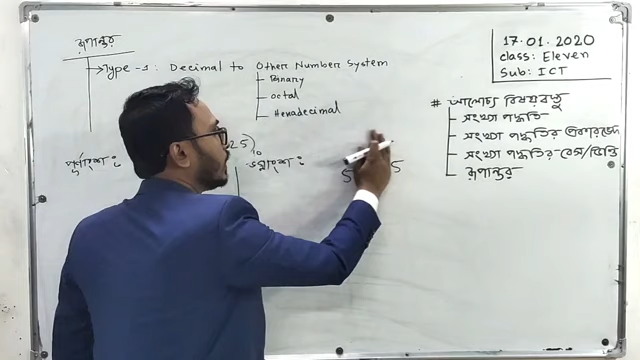 রূপান্তর
Type -1: Decimal to Other Number System
Binary
Octal
Hexadecimal
25)10
পূর্ণাংশ :
ভগ্নাংশ :
5
17.01.2020
class: Eleven
Sub: ICT
# আলোচ্য বিষয়বস্তু
সংখ্যা পদ্ধতি
সংখ্যা পদ্ধতির প্রকারভেদ
সংখ্যা পদ্ধতির-বেস/ভিত্তি
রূপান্তর